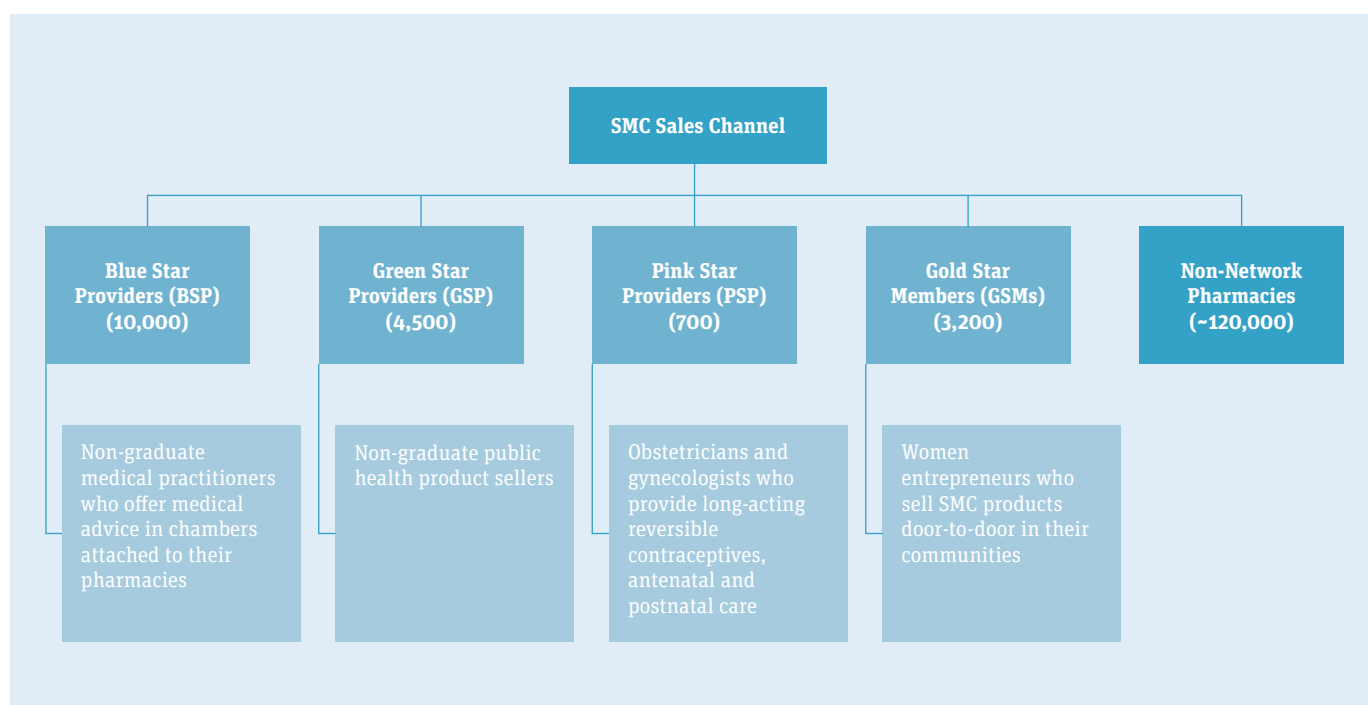 SMC Sales Channel
Blue Star
Providers (BSP)
(10,000)
Green Star
Providers (GSP)
(4,500)
Pink Star
Providers (PSP)
(700)
Gold Star
Members (GSMs)
(3,200)
Non-Network
Pharmacies
(~120,000)
Non-graduate
medical practitioners
who offer medical
advice in chambers
attached to their
pharmacies
Non-graduate public
health product sellers
Obstetricians and
gynecologists who
provide long-acting
reversible
contraceptives,
antenatal and
postnatal care
Women
entrepreneurs who
sell SMC products
door-to-door in their
communities